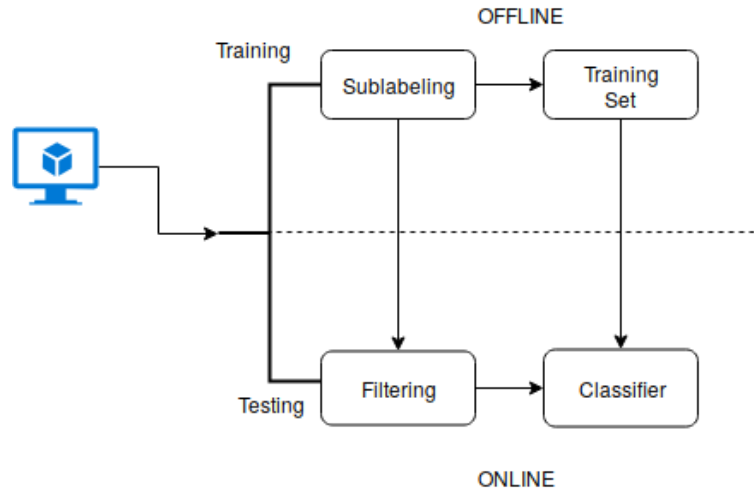 OFFLINE
Training
Sublabeling
Training
Set
Filtering
Classifier
Testing
ONLINE